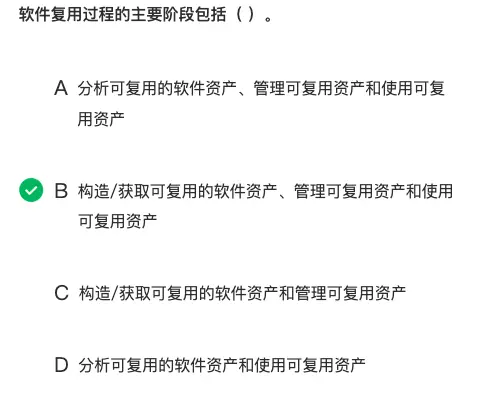 软件复用过程的主要阶段包括（ ）。
A 分析可复用的软件资产、管理可复用资产和使用可复
用资产
B 构造/获取可复用的软件资产、管理可复用资产和使用
可复用资产
C 构造/获取可复用的软件资产和管理可复用资产
D 分析可复用的软件资产和使用可复用资产